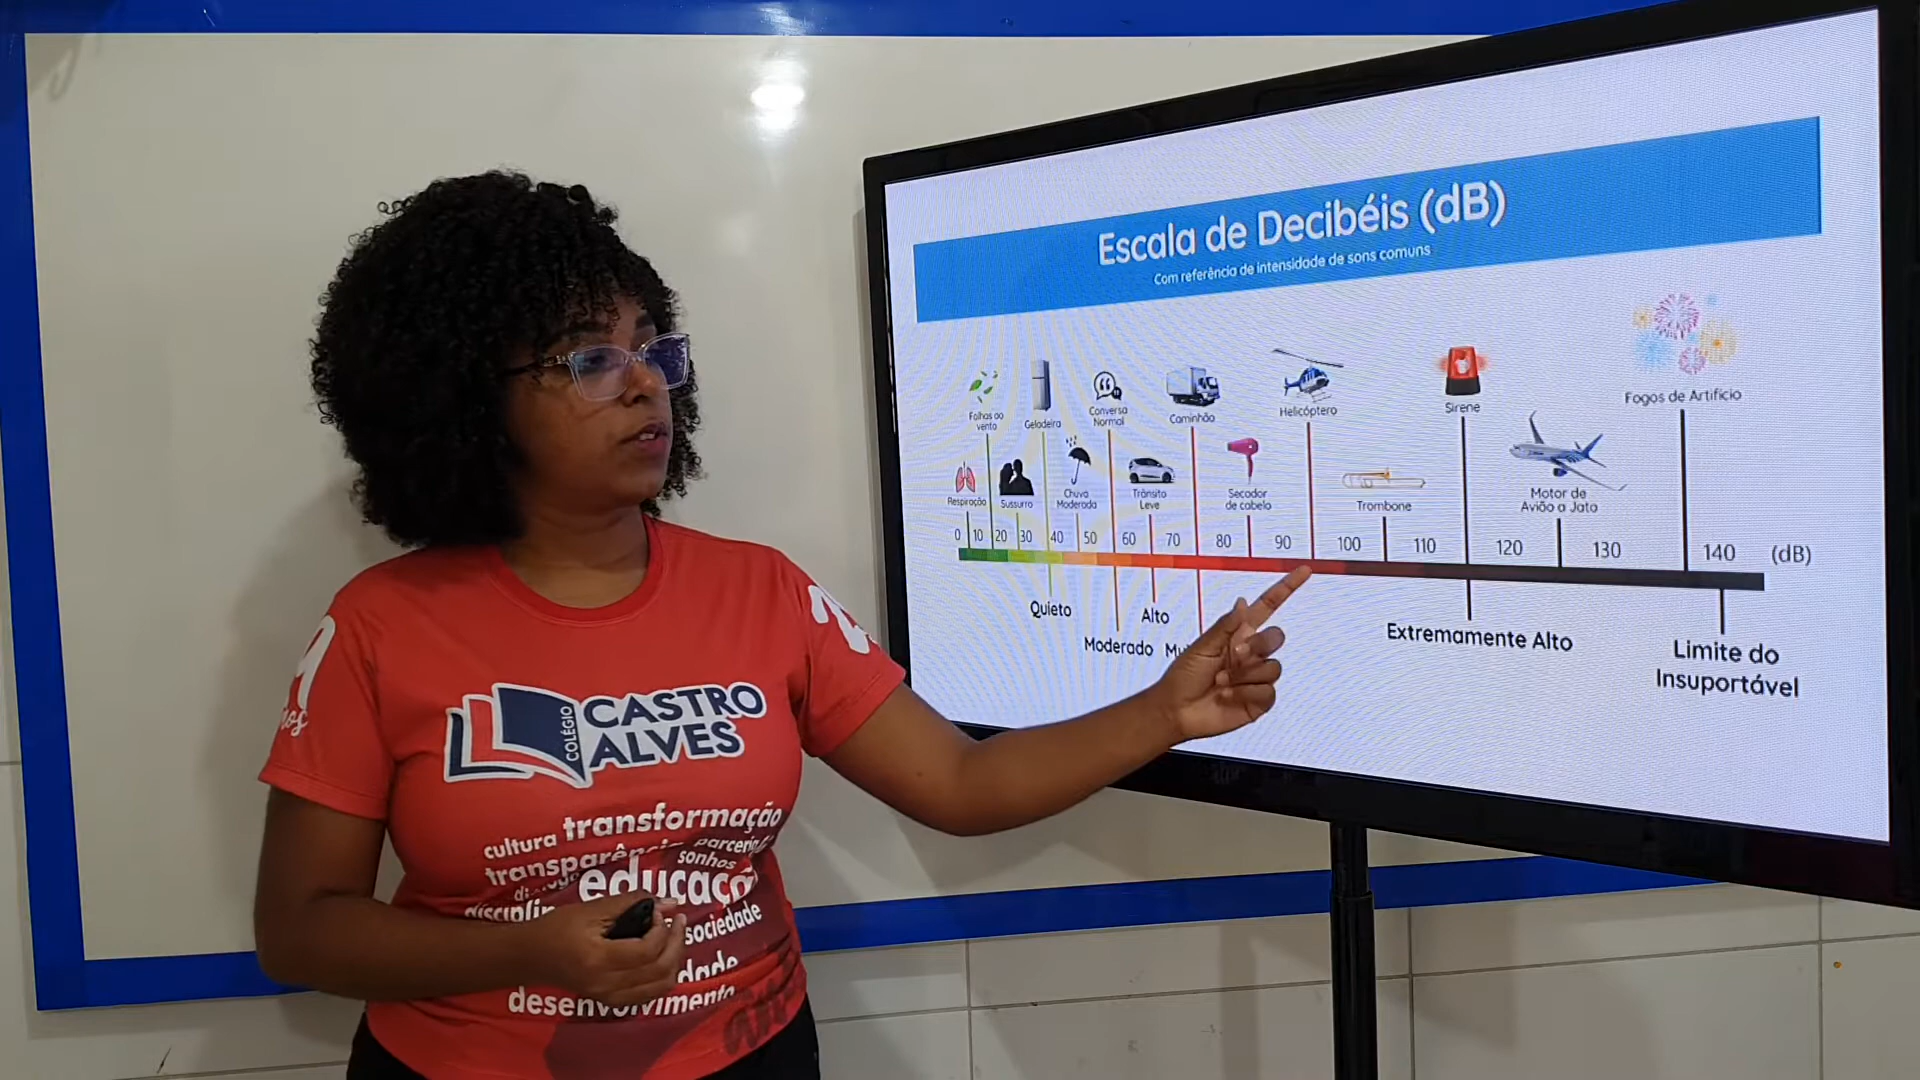 Escala de Decibéis (dB)
Com referência de intensidade de sons comuns
Folhas ao
vento
Geladeira
Conversa
Normal
Caminhão
Helicóptero
Sirene
Fogos de Artifício
Respiração
Sussurro
Chuva
Moderada
Trânsito
Leve
Secador
de cabelo
Trombone
Motor de
Avião a Jato
0 10 20 30 40 50 60 70 80 90 100 110 120 130 140 (dB)
Quieto
Alto
Moderado
Extremamente Alto
Limite do
Insuportável
COLÉGIO
CASTRO
ALVES
cultura transformação
transparência
sonhos
sociedade
desenvolvimento